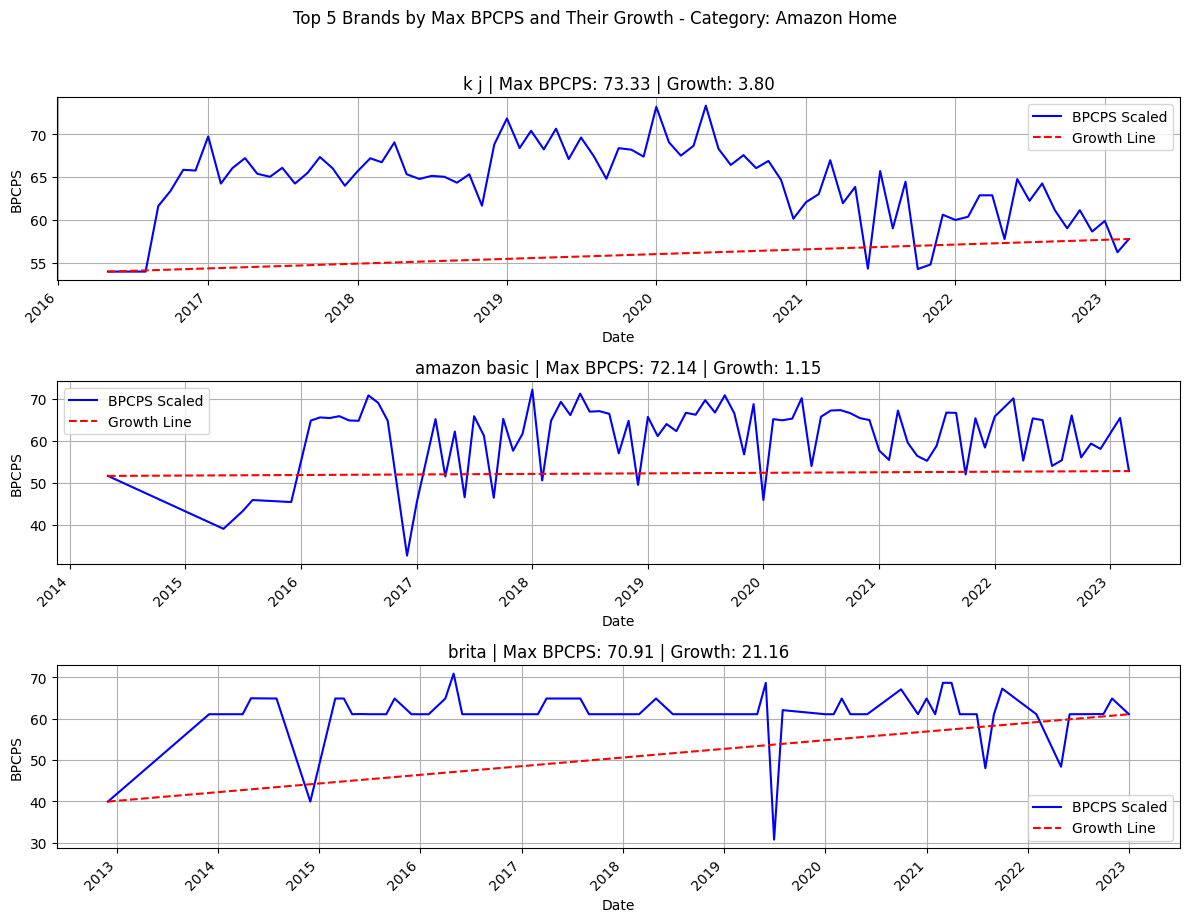 Top 5 Brands by Max BPCPS and Their Growth - Category: Amazon Home
k j | Max BPCPS: 73.33 | Growth: 3.80
BPCPS Scaled
Growth Line
BPCPS
70
65
60
55
2016
2017
2018
2019
2020
2021
2022
2023
Date
amazon basic | Max BPCPS: 72.14 | Growth: 1.15
BPCPS Scaled
Growth Line
BPCPS
70
60
50
40
2014
2015
2016
2017
2018
2019
2020
2021
2022
2023
Date
brita | Max BPCPS: 70.91 | Growth: 21.16
BPCPS
70
60
50
40
30
BPCPS Scaled
Growth Line
2013
2014
2015
2016
2017
2018
2019
2020
2021
2022
2023
Date